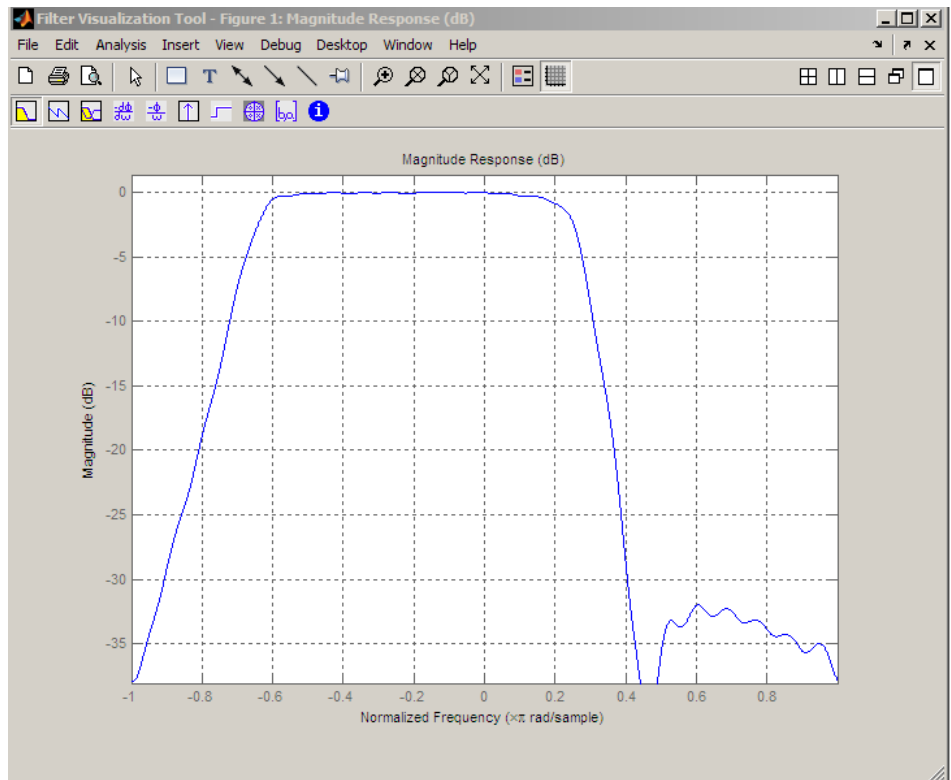 Filter Visualization Tool - Figure 1: Magnitude Response (dB)
File Edit Analysis Insert View Debug Desktop Window Help
T
[b,a]
i
Magnitude Response (dB)
0
-5
-10
-15
-20
-25
-30
-35
Magnitude (dB)
-1 -0.8 -0.6 -0.4 -0.2 0 0.2 0.4 0.6 0.8
Normalized Frequency (×π rad/sample)